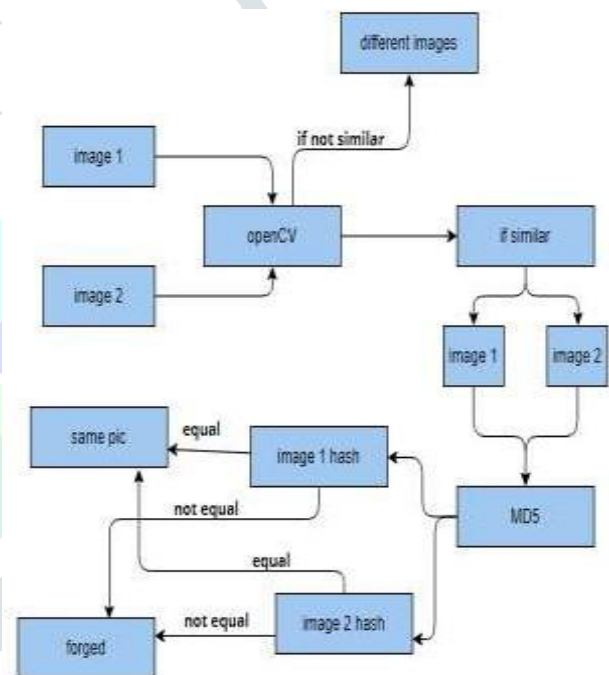 different images
if not similar
image 1
openCV
if similar
image 2
image 1
image 2
same pic
equal
image 1 hash
not equal
MD5
equal
image 2 hash
not equal
forged